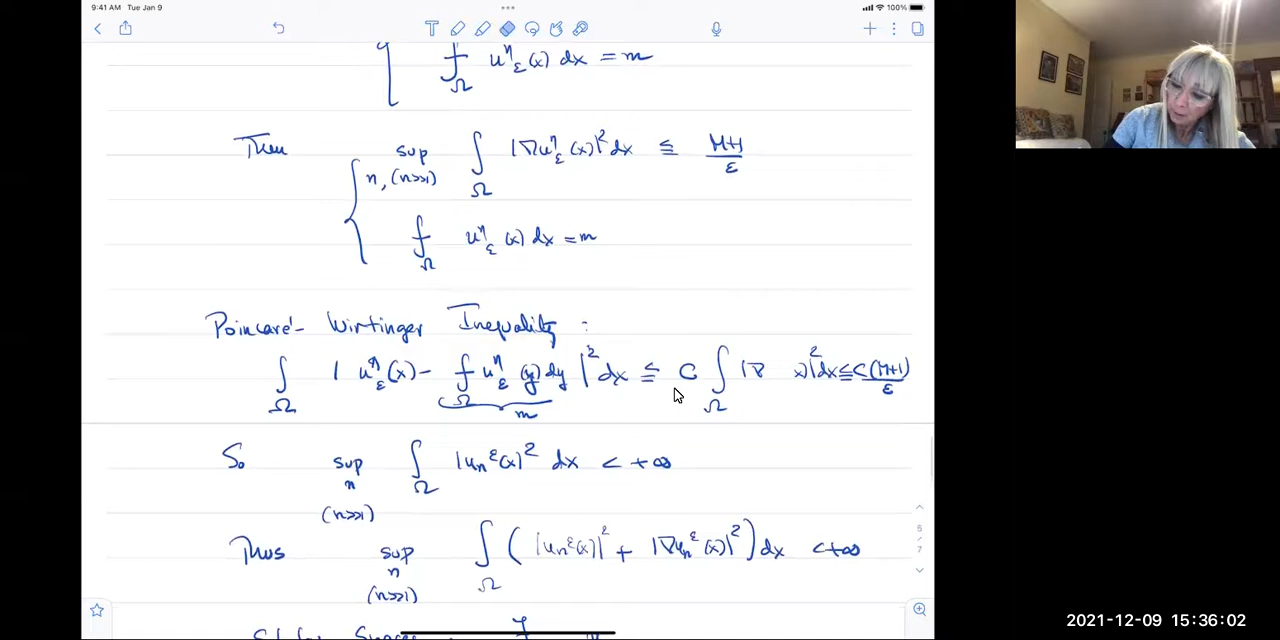 9:41 AM Tue Jan 9
100%
⨍_Ω u^n_ε(x) dx = m
Then sup_{n, (n>>1)} ∫_Ω |∇u^n_ε(x)|² dx ≦ (M+1)/ε
⨍_Ω u^n_ε(x) dx = m
Poincaré-Wirtinger Inequality :
∫_Ω | u^n_ε(x) - ⨍_Ω u^n_ε(y) dy |² dx ≦ C ∫_Ω |∇ x)|² dx ≦ C(M+1)/ε
m
So sup_n (n>>1) ∫_Ω |u_n^ε(x)|² dx < +∞
Thus sup_n (n>>1) ∫_Ω ( |u_n^ε(x)|² + |∇u_n^ε(x)|² ) dx < +∞
5/7
2021-12-09 15:36:02